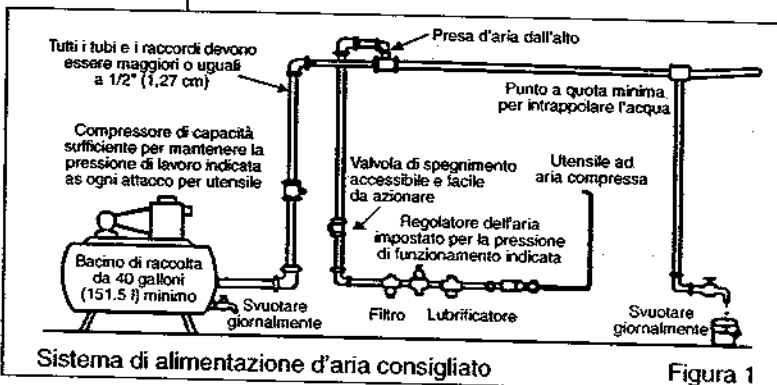 Tutti i tubi e i raccordi devono
essere maggiori o uguali
a 1/2" (1,27 cm)
Presa d'aria dall'alto
Punto a quota minima
per intrappolare l'acqua
Compressore di capacità
sufficiente per mantenere la
pressione di lavoro indicata
as ogni attacco per utensile
Valvola di spegnimento
accessibile e facile
da azionare
Utensile ad
aria compressa
Regolatore dell'aria
impostato per la pressione
di funzionamento indicata
Bacino di raccolta
da 40 galloni
(151.5 l) minimo
Svuotare
giornalmente
Filtro
Lubrificatore
Svuotare
giornalmente
Sistema di alimentazione d'aria consigliato
Figura 1